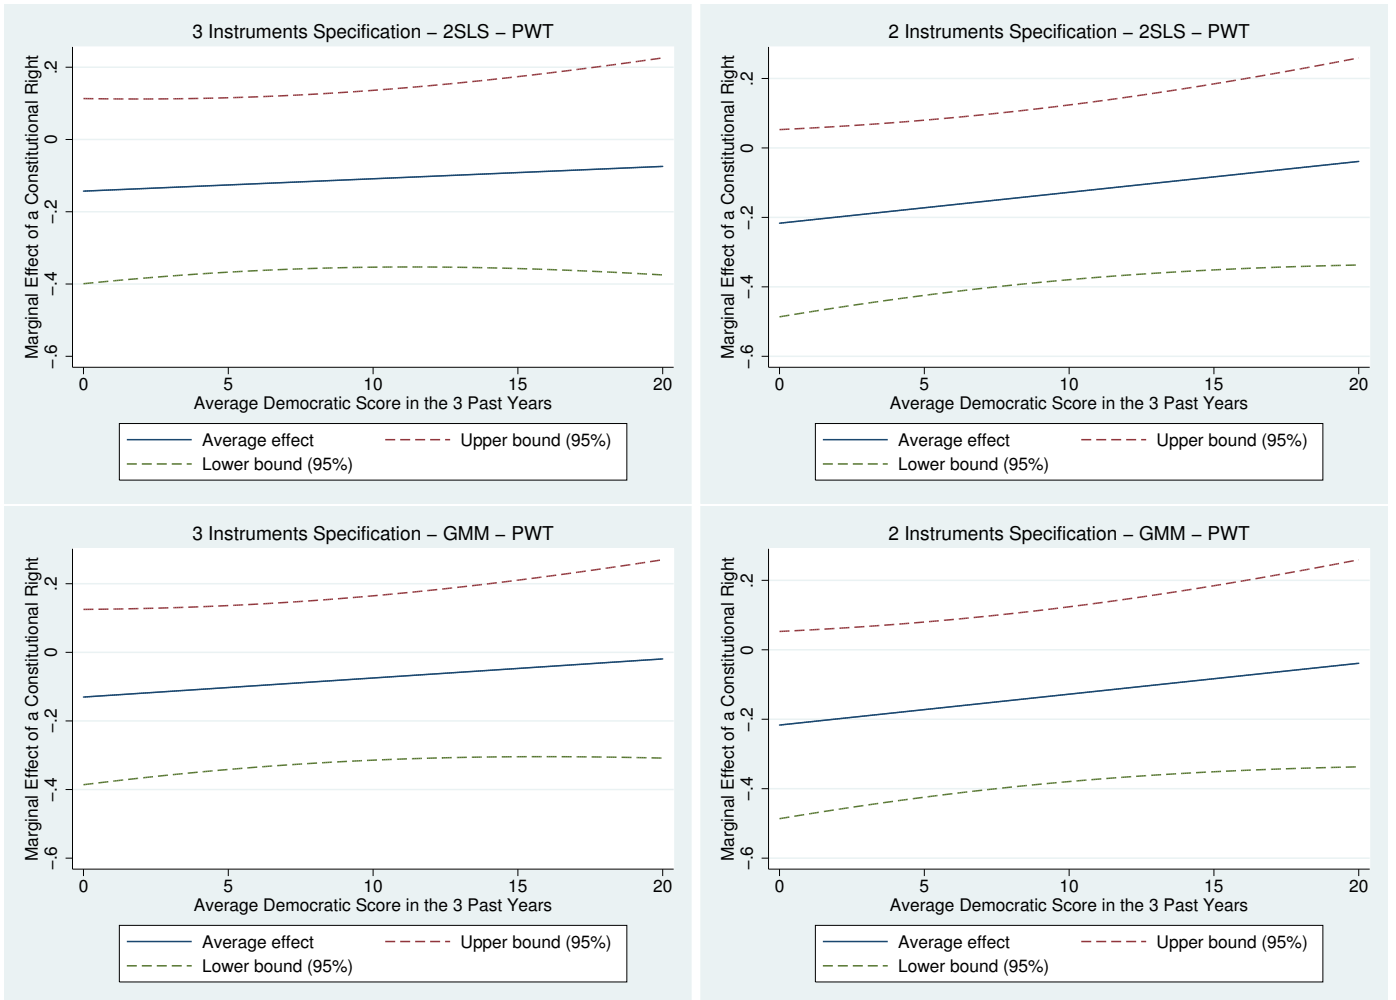 3 Instruments Specification – 2SLS – PWT
Marginal Effect of a Constitutional Right
.2
0
−.2
−.4
−.6
0 5 10 15 20
Average Democratic Score in the 3 Past Years
Average effect Upper bound (95%)
Lower bound (95%)
2 Instruments Specification – 2SLS – PWT
Marginal Effect of a Constitutional Right
.2
0
−.2
−.4
−.6
0 5 10 15 20
Average Democratic Score in the 3 Past Years
Average effect Upper bound (95%)
Lower bound (95%)
3 Instruments Specification – GMM – PWT
Marginal Effect of a Constitutional Right
.2
0
−.2
−.4
−.6
0 5 10 15 20
Average Democratic Score in the 3 Past Years
Average effect Upper bound (95%)
Lower bound (95%)
2 Instruments Specification – GMM – PWT
Marginal Effect of a Constitutional Right
.2
0
−.2
−.4
−.6
0 5 10 15 20
Average Democratic Score in the 3 Past Years
Average effect Upper bound (95%)
Lower bound (95%)